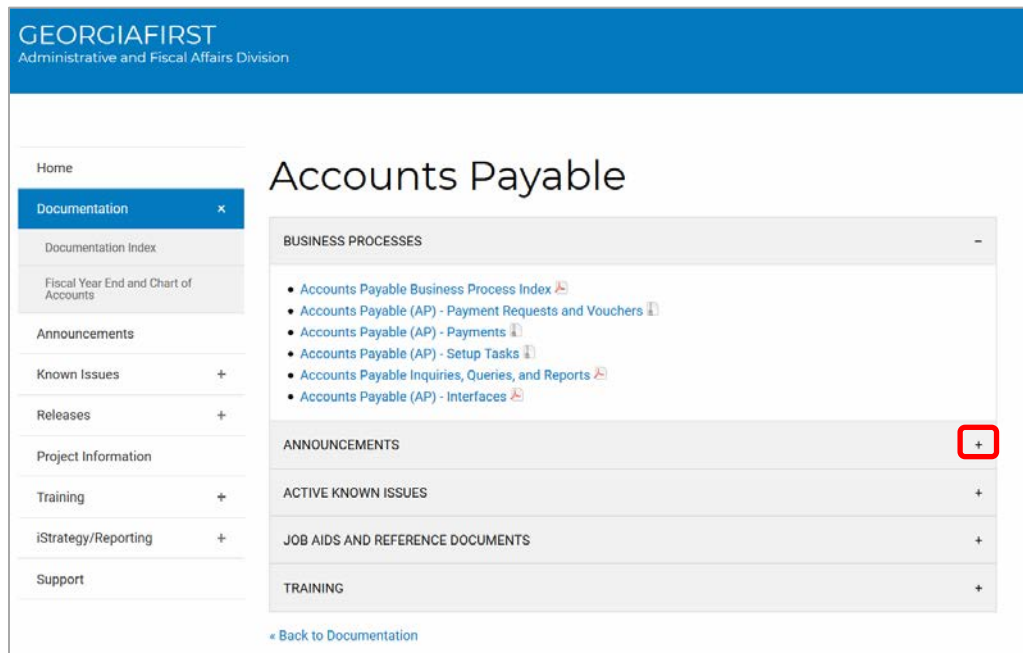 GEORGIAFIRST
Administrative and Fiscal Affairs Division
Home
Documentation ×
Documentation Index
Fiscal Year End and Chart of
Accounts
Announcements
Known Issues +
Releases +
Project Information
Training +
iStrategy/Reporting +
Support
Accounts Payable
BUSINESS PROCESSES −
• Accounts Payable Business Process Index
• Accounts Payable (AP) - Payment Requests and Vouchers
• Accounts Payable (AP) - Payments
• Accounts Payable (AP) - Setup Tasks
• Accounts Payable Inquiries, Queries, and Reports
• Accounts Payable (AP) - Interfaces
ANNOUNCEMENTS +
ACTIVE KNOWN ISSUES +
JOB AIDS AND REFERENCE DOCUMENTS +
TRAINING +
« Back to Documentation